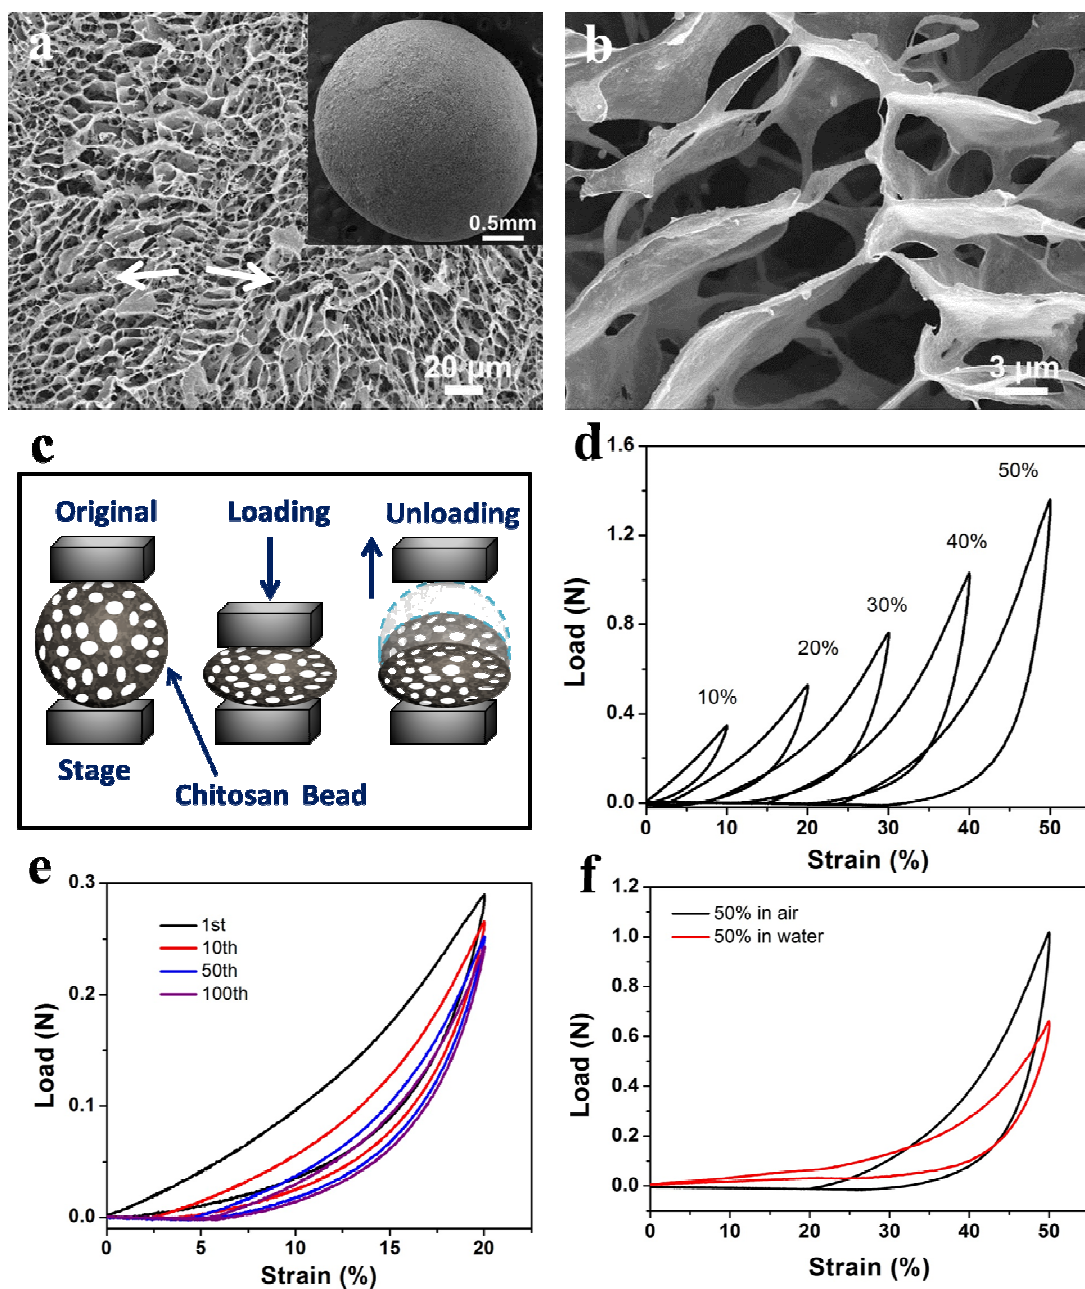 a
0.5mm
20 μm
b
3 μm
c
Original
Loading
Unloading
Stage
Chitosan Bead
d
1.6
1.2
0.8
0.4
0.0
Load (N)
10%
20%
30%
40%
50%
0 10 20 30 40 50
Strain (%)
e
0.3
0.2
0.1
0.0
Load (N)
1st
10th
50th
100th
0 5 10 15 20
Strain (%)
f
1.2
1.0
0.8
0.6
0.4
0.2
0.0
Load (N)
50% in air
50% in water
0 10 20 30 40 50
Strain (%)